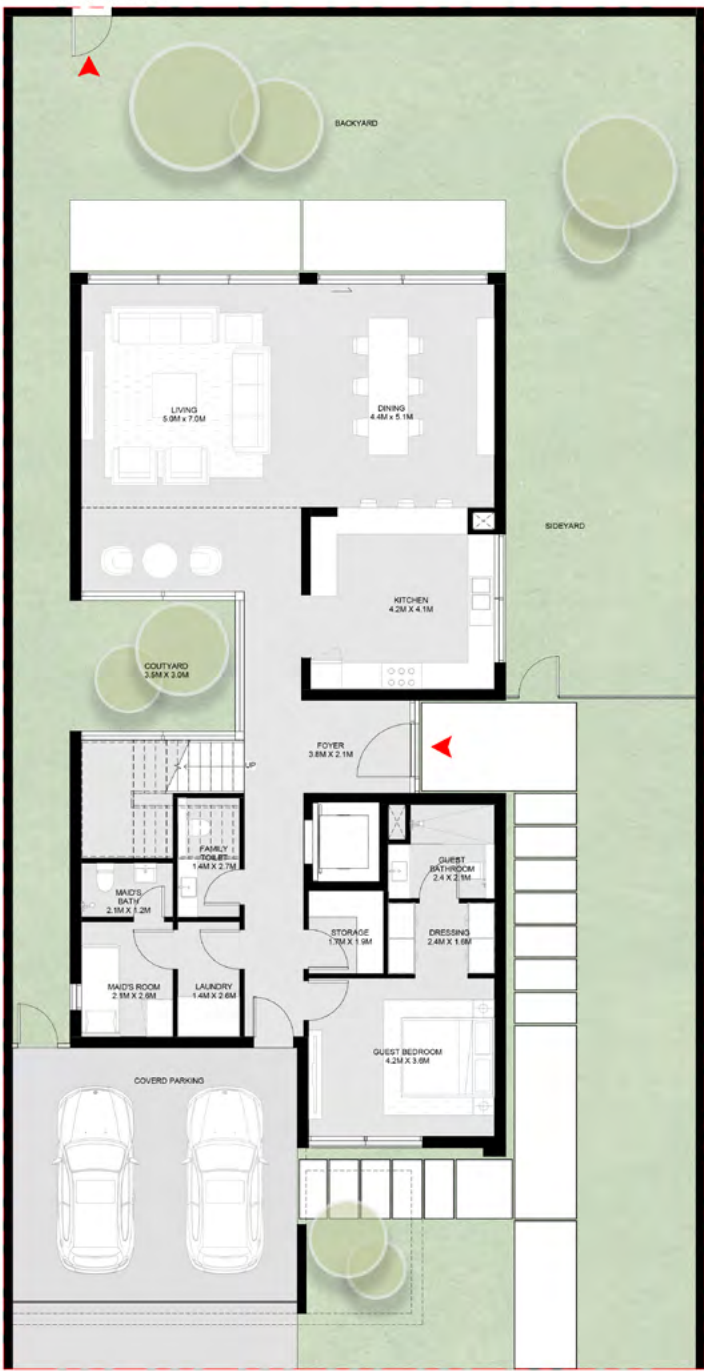 BACKYARD
LIVING
5.0M x 7.0M
DINING
4.4M x 5.1M
SIDEYARD
KITCHEN
4.2M X 4.1M
COUTYARD
3.5M X 3.0M
FOYER
3.8M X 2.1M
FAMILY
TOILET
1.4M X 2.7M
GUEST
BATHROOM
2.4 X 2.1M
MAID'S
BATH
2.1M X 1.2M
STORAGE
1.7M X 1.9M
DRESSING
2.4M X 1.6M
MAID'S ROOM
2.1M X 2.6M
LAUNDRY
1.4M X 2.6M
GUEST BEDROOM
4.2M X 3.6M
COVERD PARKING